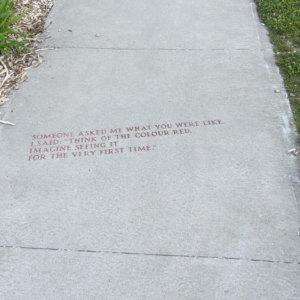 SOMEONE ASKED ME WHAT YOU WERE LIKE.
I SAID, "THINK OF THE COLOUR RED.
IMAGINE SEEING IT
FOR THE VERY FIRST TIME."